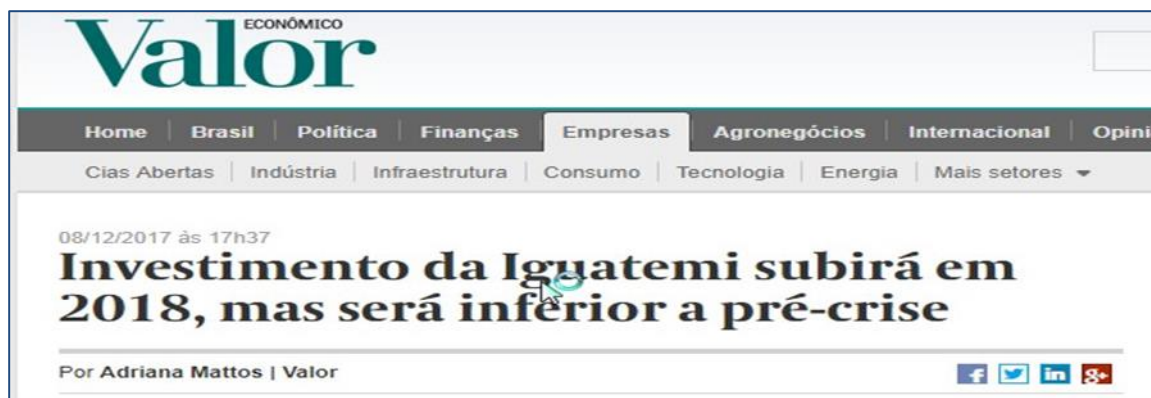 ECONÔMICO
Valor
Home Brasil Política Finanças Empresas Agronegócios Internacional Opini
Cias Abertas Indústria Infraestrutura Consumo Tecnologia Energia Mais setores
08/12/2017 às 17h37
Investimento da Iguatemi subirá em
2018, mas será inferior a pré-crise
Por Adriana Mattos | Valor
f in g+